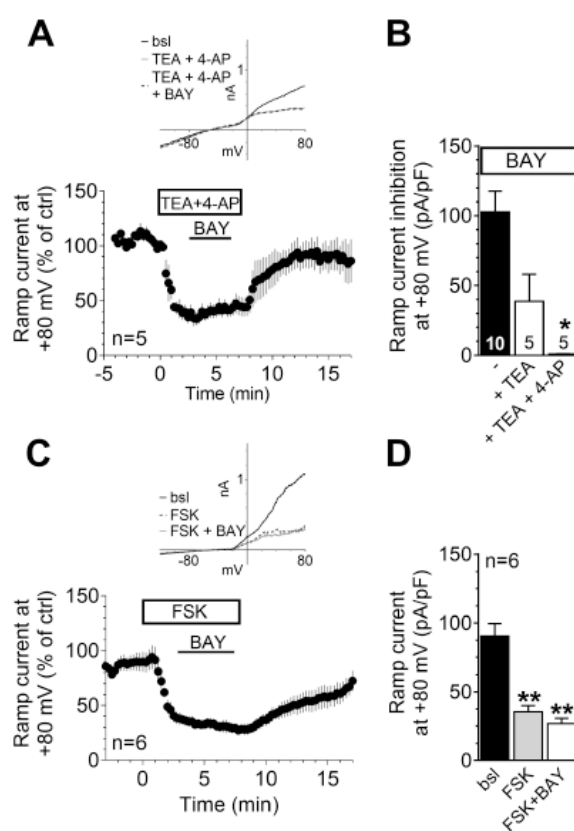 A
– bsl
– TEA + 4-AP
-- TEA + 4-AP
+ BAY
1
nA
-80
mV
80
Ramp current at
+80 mV (% of ctrl)
150
100
50
0
TEA+4-AP
BAY
n=5
-5 0 5 10 15
Time (min)
B
Ramp current inhibition
at +80 mV (pA/pF)
150
100
50
0
BAY
10
5
*
5
-
+ TEA
+ TEA + 4-AP
C
– bsl
-- FSK
– FSK + BAY
1
nA
-80
mV
80
Ramp current at
+80 mV (% of ctrl)
150
100
50
0
FSK
BAY
n=6
0 5 10 15
Time (min)
D
Ramp current
at +80 mV (pA/pF)
150
100
50
0
n=6
**
**
bsl
FSK
FSK+BAY